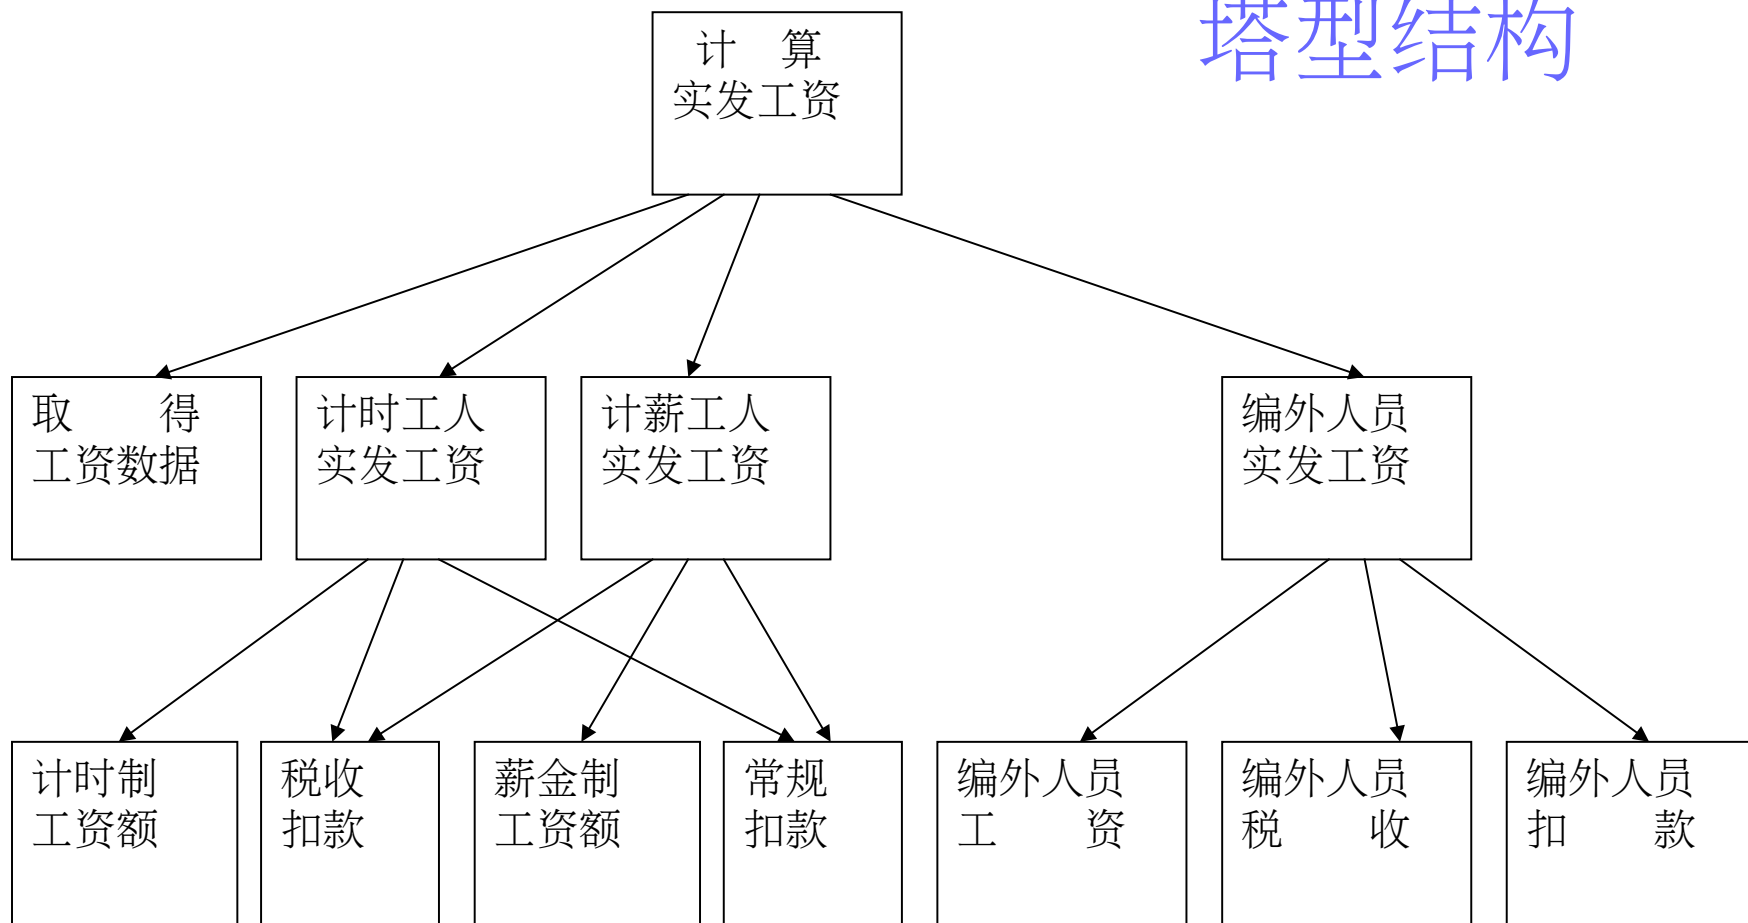 塔型结构
计 算
实发工资
取 得
工资数据
计时工人
实发工资
计薪工人
实发工资
编外人员
实发工资
计时制
工资额
税收
扣款
薪金制
工资额
常规
扣款
编外人员
工 资
编外人员
税 收
编外人员
扣 款